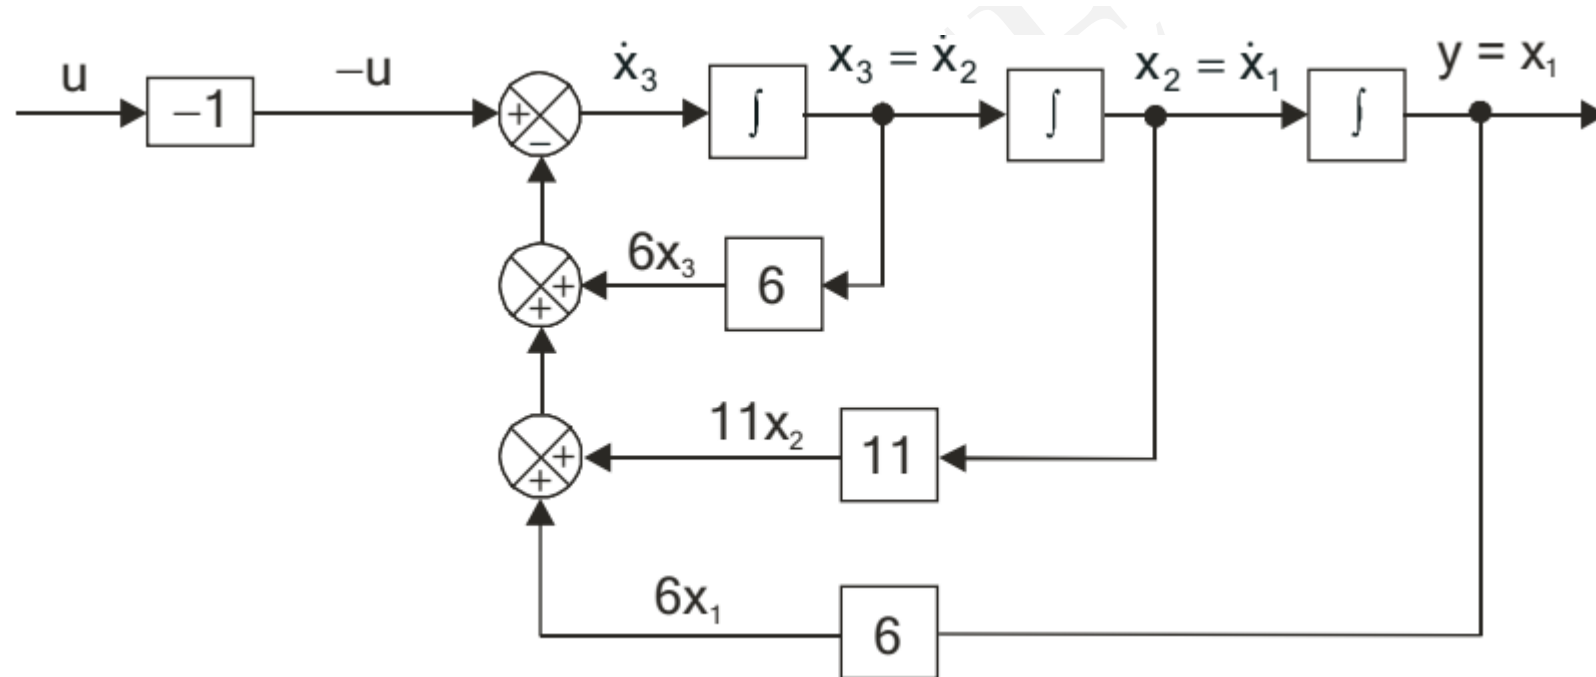 u
−1
−u
+
−
ẋ₃
∫
x₃ = ẋ₂
∫
x₂ = ẋ₁
∫
y = x₁
6x₃
6
+
+
11x₂
11
+
+
6x₁
6